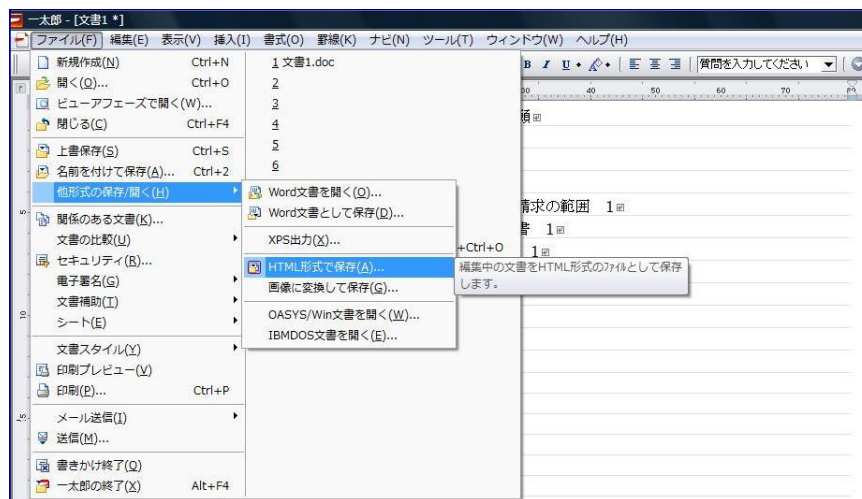 一太郎 - [文書1 *]
ファイル(F) 編集(E) 表示(V) 挿入(I) 書式(O) 罫線(K) ナビ(N) ツール(T) ウィンドウ(W) ヘルプ(H)
新規作成(N) Ctrl+N
開く(O)... Ctrl+O
ビューアフェーズで開く(W)...
閉じる(C) Ctrl+F4
上書保存(S) Ctrl+S
名前を付けて保存(A)... Ctrl+2
他形式の保存/開く(H)
関係のある文書(K)...
文書の比較(U)
セキュリティ(R)...
電子署名(G)
文書補助(T)
シート(E)
文書スタイル(Y)
印刷プレビュー(V)
印刷(P)... Ctrl+P
メール送信(I)
送信(M)...
書きかけ終了(Q)
一太郎の終了(X) Alt+F4
1 文書1.doc
2
3
4
5
6
Word文書を開く(O)...
Word文書として保存(D)...
XPS出力(X)...
HTML形式で保存(A)...
画像に変換して保存(G)...
OASYS/Win文書を開く(W)...
IBMDOS文書を開く(E)...
+Ctrl+O
編集中の文書をHTML形式のファイルとして保存
します。
B I U
質問を入力してください
30 40 50 60 70
請求の範囲 1
書 1
1
5
10
15